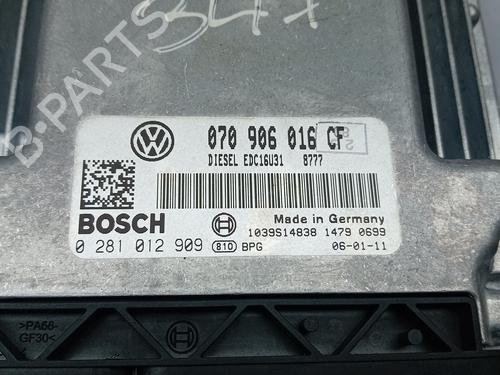 347
B-PARTS
070 906 016 CF
DIESEL EDC16U31 8777
BOSCH
Made in Germany
1039S14838 1479 0699
0 281 012 909 810 BPG 06-01-11
>PA66-
GF30<